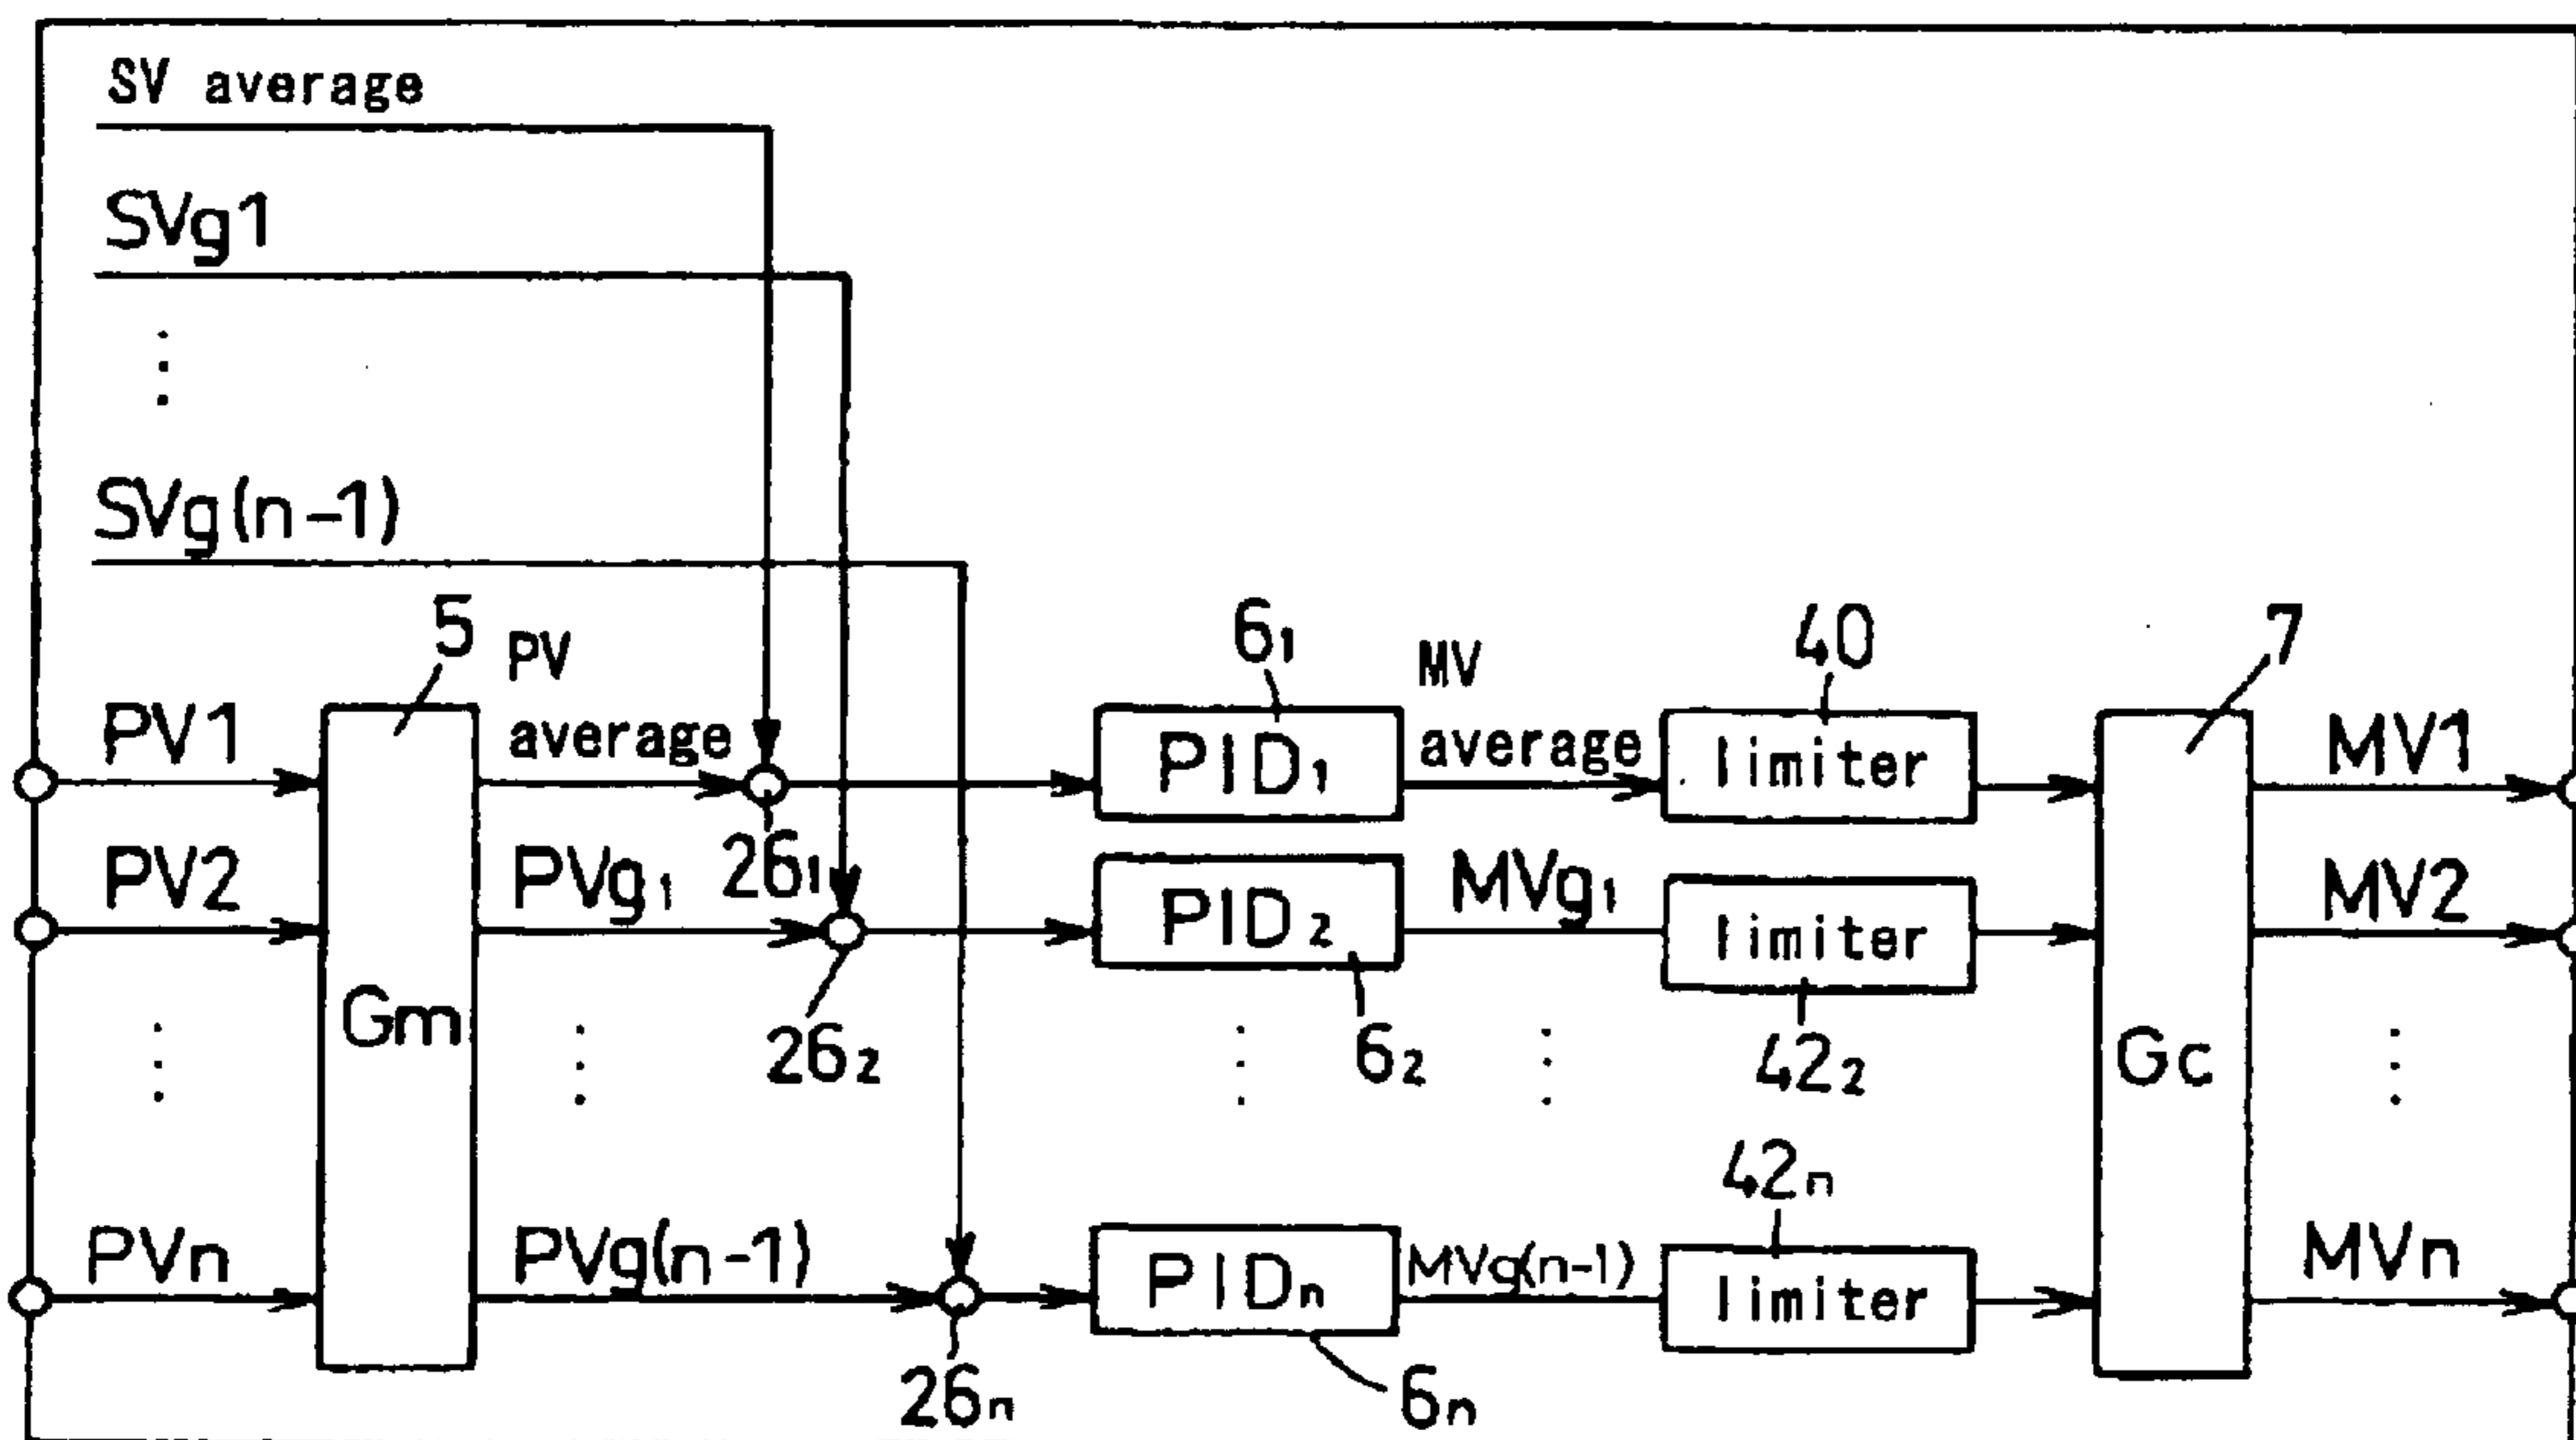 SV average
SVg1
SVg(n-1)
5
PV
average
6₁
MV
average
40
7
PV1
PID₁
limiter
MV1
26₁
PV2
PVg₁
PID₂
MVg₁
limiter
MV2
Gm
26₂
6₂
42₂
Gc
42ₙ
PVn
PVg(n-1)
PIDₙ
MVg(n-1)
limiter
MVn
26ₙ
6ₙ